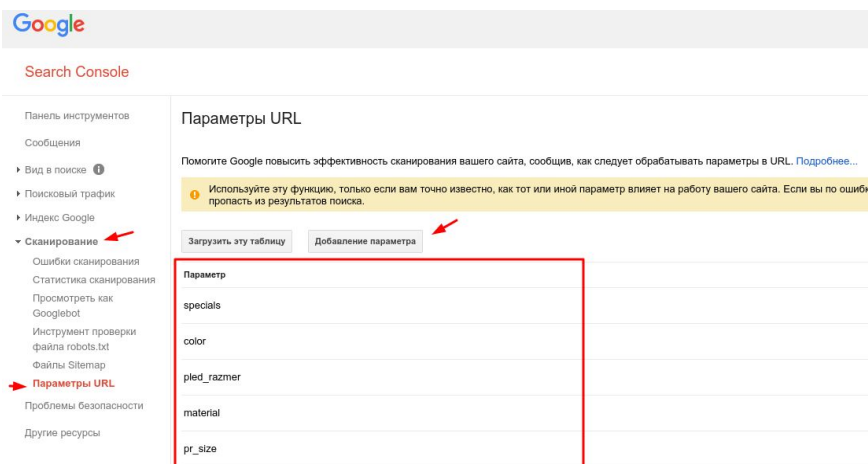 Google
Search Console
Панель инструментов
Сообщения
Вид в поиске
Поисковый трафик
Индекс Google
Сканирование
Ошибки сканирования
Статистика сканирования
Просмотреть как
Googlebot
Инструмент проверки
файла robots.txt
Файлы Sitemap
Параметры URL
Проблемы безопасности
Другие ресурсы
Параметры URL
Помогите Google повысить эффективность сканирования вашего сайта, сообщив, как следует обрабатывать параметры в URL. Подробнее...
Используйте эту функцию, только если вам точно известно, как тот или иной параметр влияет на работу вашего сайта. Если вы по ошибк
пропасть из результатов поиска.
Загрузить эту таблицу
Добавление параметра
Параметр
specials
color
pled_razmer
material
pr_size